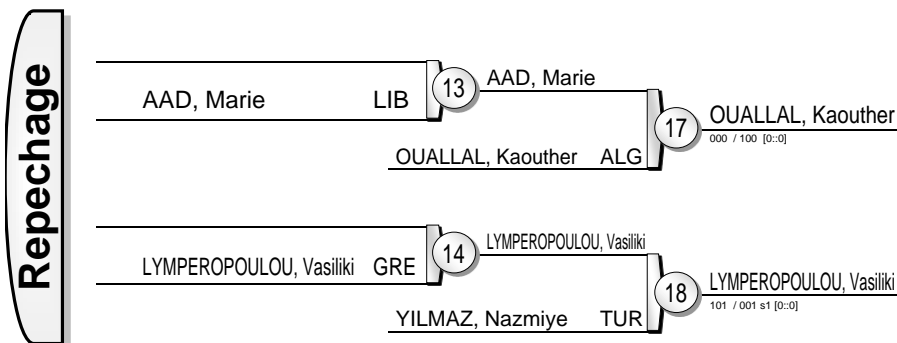 Repechage
AAD, Marie LIB
13
AAD, Marie
OUALLAL, Kaouther ALG
17
OUALLAL, Kaouther
000 / 100 [0::0]
LYMPEROPOULOU, Vasiliki GRE
14
LYMPEROPOULOU, Vasiliki
YILMAZ, Nazmiye TUR
18
LYMPEROPOULOU, Vasiliki
101 / 001 s1 [0::0]